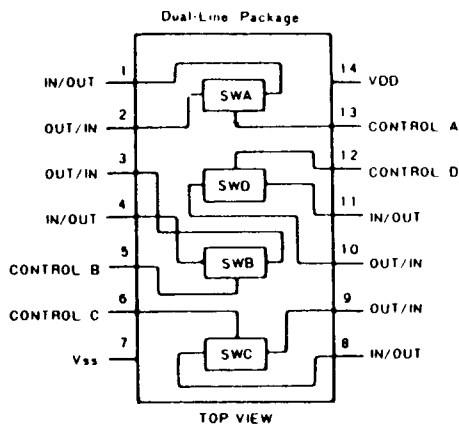 Dual-Line Package
1
IN/OUT
14
VDD
SWA
2
OUT/IN
13
CONTROL A
3
OUT/IN
12
CONTROL D
SWD
4
IN/OUT
11
IN/OUT
5
CONTROL B
SWB
10
OUT/IN
6
CONTROL C
9
OUT/IN
7
Vss
SWC
8
IN/OUT
TOP VIEW